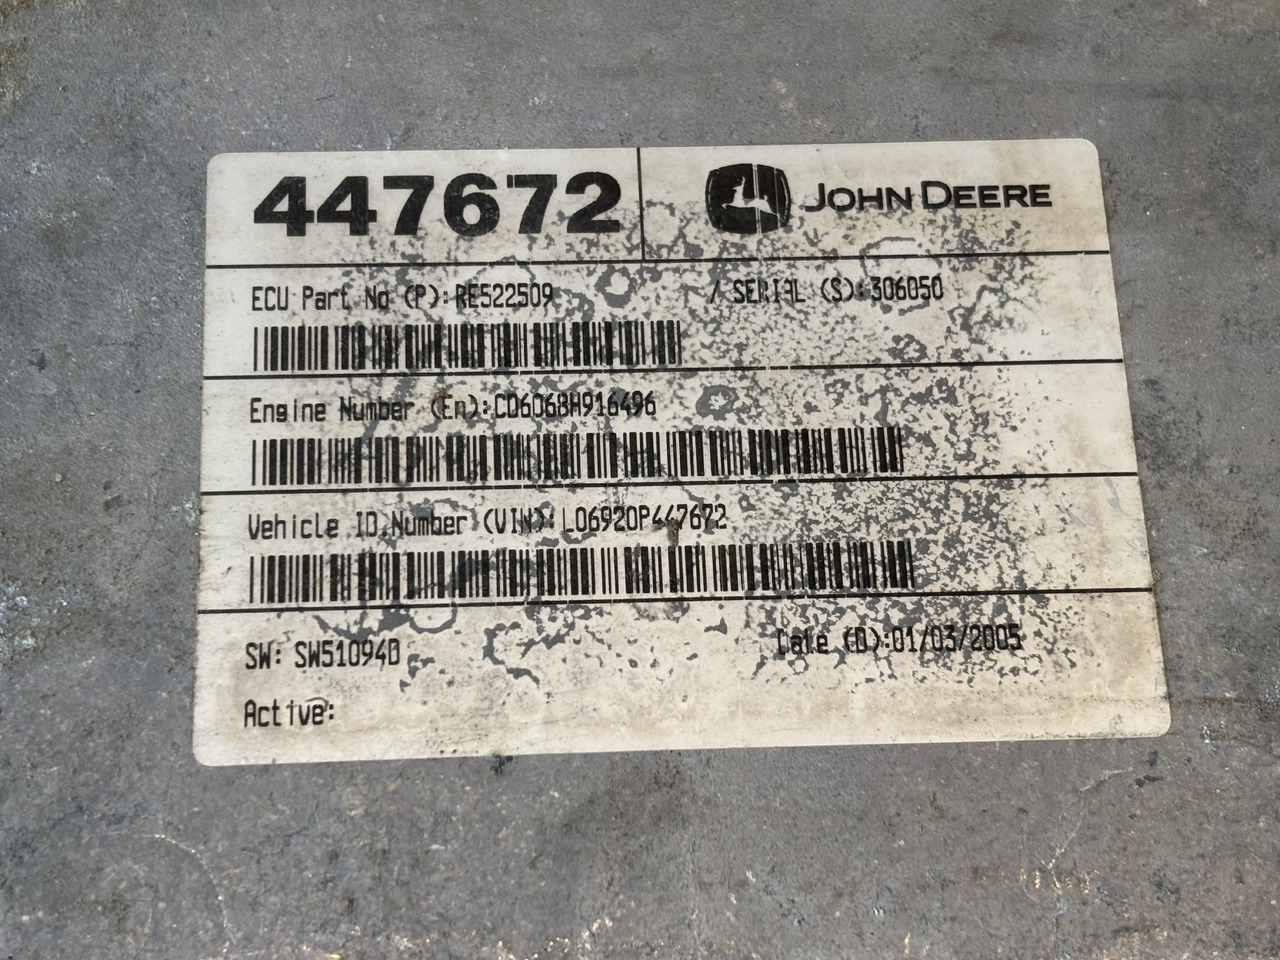 447672
JOHN DEERE
ECU Part No (P): RE522509 / SERIAL (S): 306050
Engine Number (En): CD6068H916496
Vehicle ID.Number (VIN): L06920P447672
SW: SW510940 Date (D): 01/03/2005
Active: